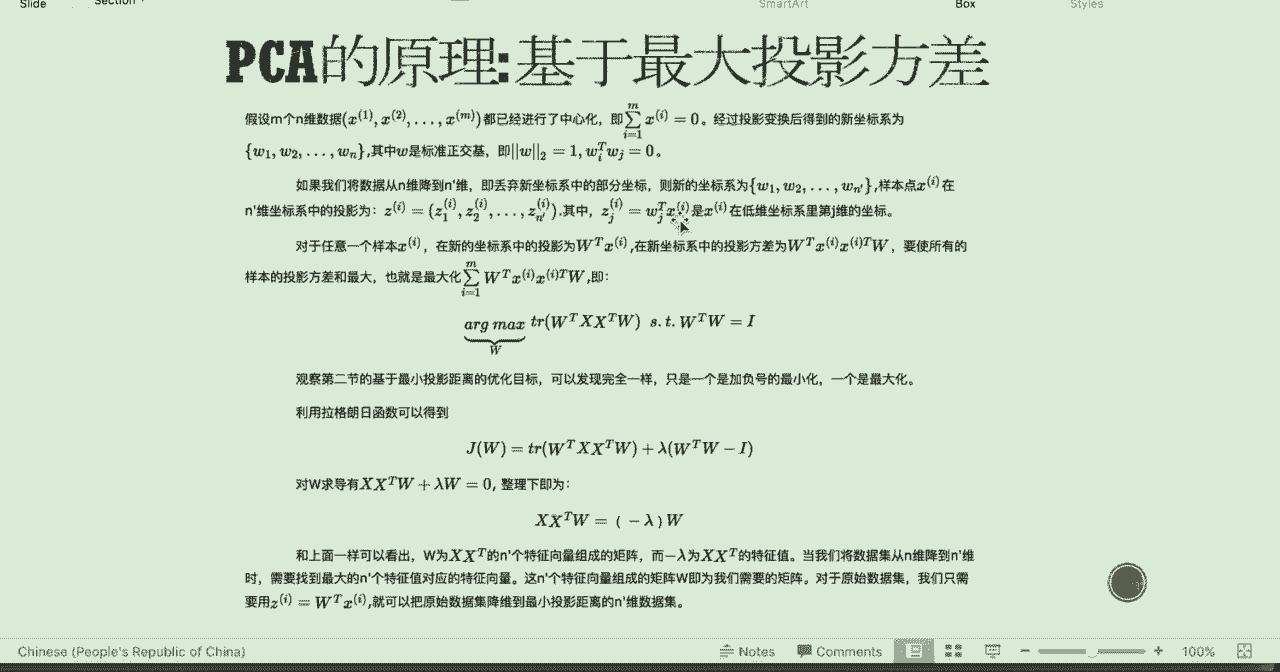 Slide Section SmartArt Box Styles
PCA的原理:基于最大投影方差
假设m个n维数据(x^{(1)}, x^{(2)}, ..., x^{(m)})都已经进行了中心化，即\sum_{i=1}^{m} x^{(i)} = 0。经过投影变换后得到的新坐标系为
{w_1, w_2, ..., w_n},其中w是标准正交基，即||w||_2 = 1, w_i^T w_j = 0。
如果我们将数据从n维降到n'维，即丢弃新坐标系中的部分坐标，则新的坐标系为{w_1, w_2, ..., w_{n'}},样本点x^{(i)}在
n'维坐标系中的投影为：z^{(i)} = (z_1^{(i)}, z_2^{(i)}, ..., z_{n'}^{(i)}).其中，z_j^{(i)} = w_j^T x^{(i)}是x^{(i)}在低维坐标系里第j维的坐标。
对于任意一个样本x^{(i)}，在新的坐标系中的投影为W^T x^{(i)},在新坐标系中的投影方差为W^T x^{(i)} x^{(i)T} W，要使所有的
样本的投影方差和最大，也就是最大化\sum_{i=1}^{m} W^T x^{(i)} x^{(i)T} W,即：
arg max_W tr(W^T XX^T W) s.t. W^T W = I
观察第二节的基于最小投影距离的优化目标，可以发现完全一样，只是一个是加负号的最小化，一个是最大化。
利用拉格朗日函数可以得到
J(W) = tr(W^T XX^T W) + λ(W^T W − I)
对W求导有XX^T W + λW = 0, 整理下即为：
XX^T W = （−λ）W
和上面一样可以看出，W为XX^T的n'个特征向量组成的矩阵，而−λ为XX^T的特征值。当我们将数据集从n维降到n'维
时，需要找到最大的n'个特征值对应的特征向量。这n'个特征向量组成的矩阵W即为我们需要的矩阵。对于原始数据集，我们只需
要用z^{(i)} = W^T x^{(i)},就可以把原始数据集降维到最小投影距离的n'维数据集。
Chinese (People's Republic of China) Notes Comments 100%